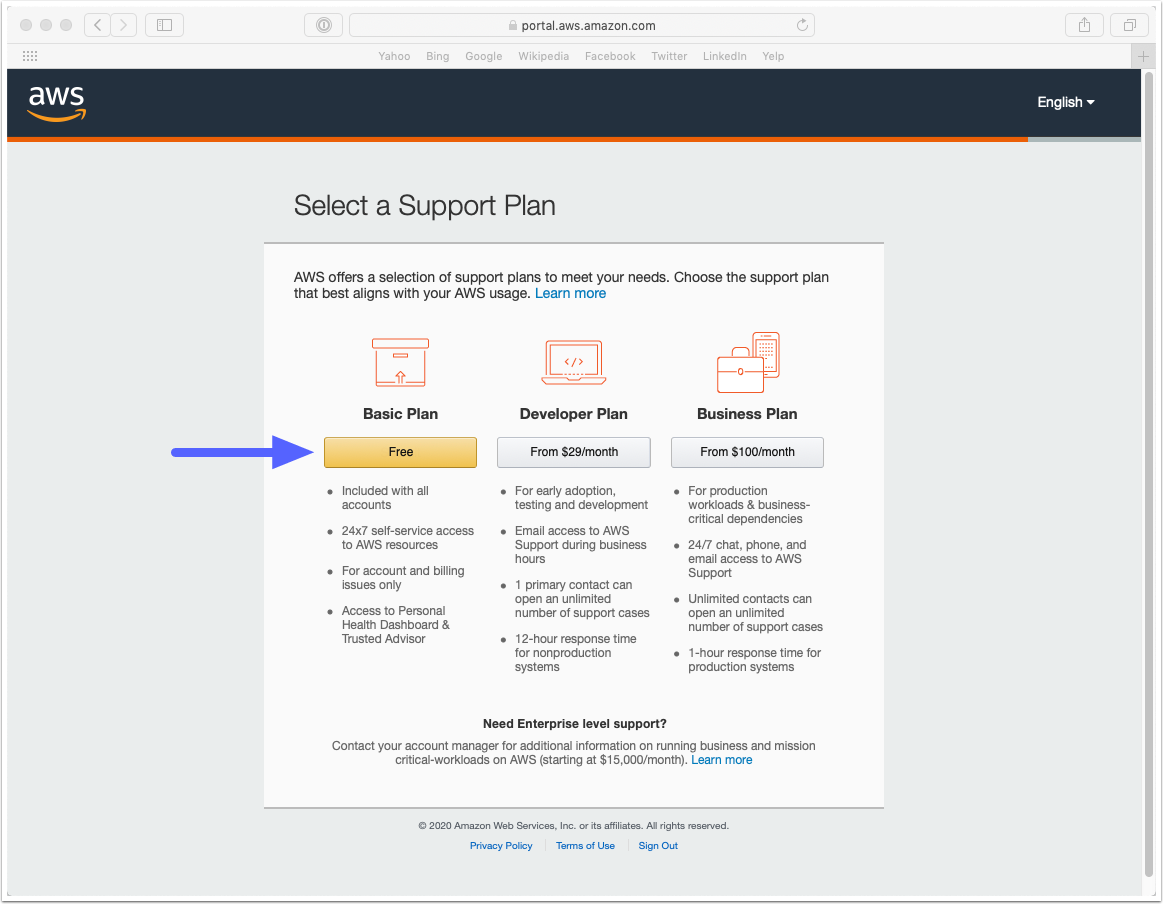 portal.aws.amazon.com
Yahoo Bing Google Wikipedia Facebook Twitter LinkedIn Yelp
aws
English
Select a Support Plan
AWS offers a selection of support plans to meet your needs. Choose the support plan
that best aligns with your AWS usage. Learn more
</>
Basic Plan
Free
Included with all
accounts
24x7 self-service access
to AWS resources
For account and billing
issues only
Access to Personal
Health Dashboard &
Trusted Advisor
Developer Plan
From $29/month
For early adoption,
testing and development
Email access to AWS
Support during business
hours
1 primary contact can
open an unlimited
number of support cases
12-hour response time
for nonproduction
systems
Business Plan
From $100/month
For production
workloads & business-
critical dependencies
24/7 chat, phone, and
email access to AWS
Support
Unlimited contacts can
open an unlimited
number of support cases
1-hour response time for
production systems
Need Enterprise level support?
Contact your account manager for additional information on running business and mission
critical-workloads on AWS (starting at $15,000/month). Learn more
© 2020 Amazon Web Services, Inc. or its affiliates. All rights reserved.
Privacy Policy Terms of Use Sign Out